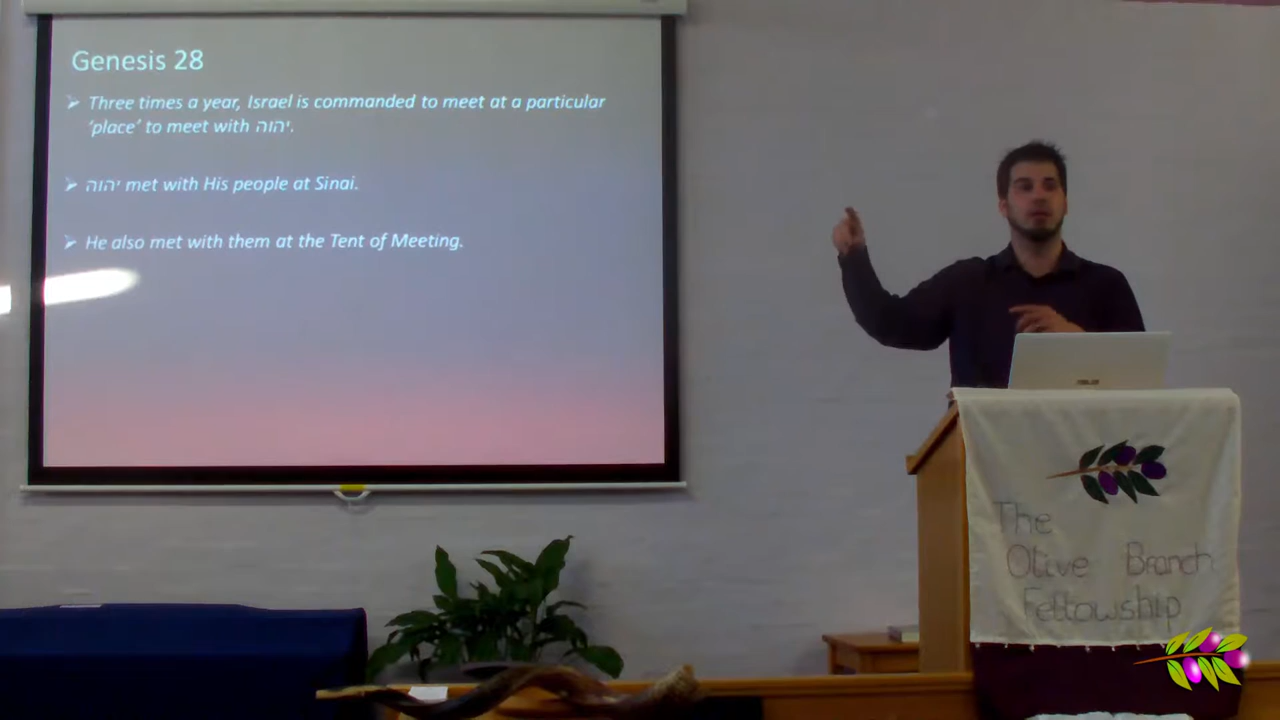 Genesis 28
➢ Three times a year, Israel is commanded to meet at a particular
‘place’ to meet with יהוה.
➢ יהוה met with His people at Sinai.
➢ He also met with them at the Tent of Meeting.
ASUS
The
Olive Branch
Fellowship